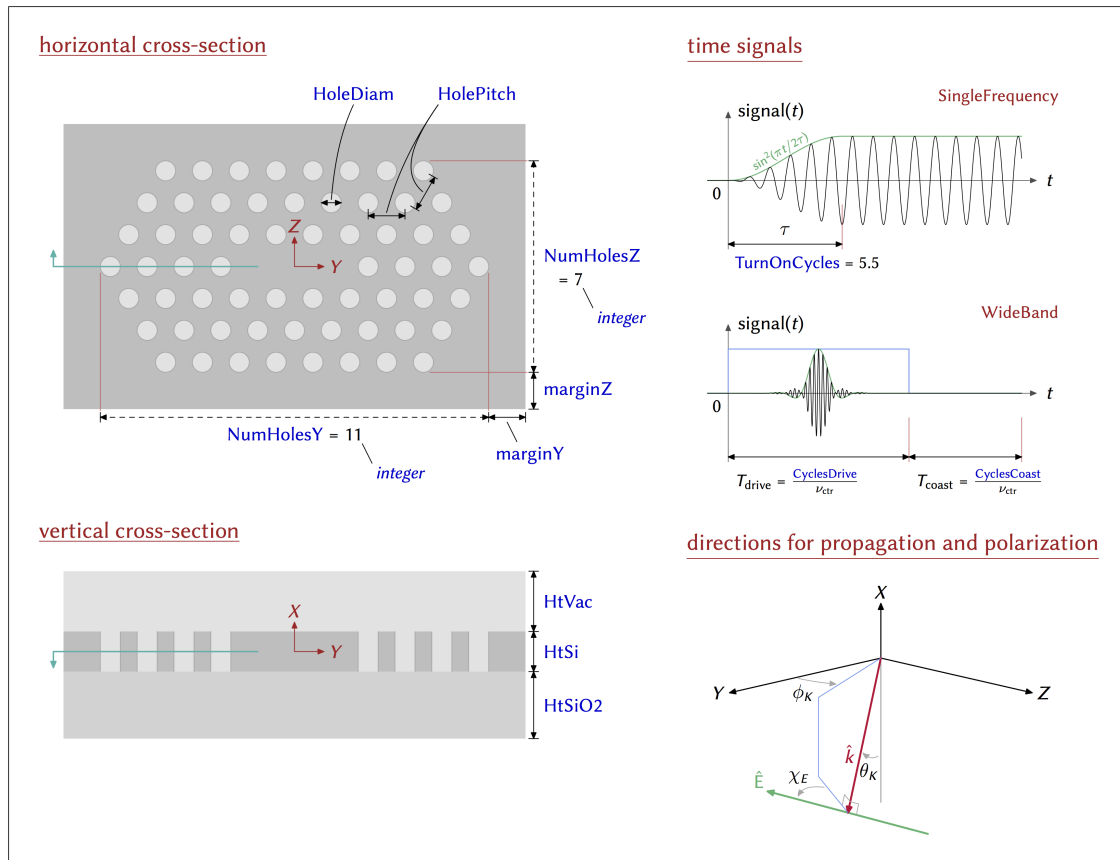 horizontal cross-section
HoleDiam
HolePitch
Z
Y
NumHolesZ
= 7
integer
marginZ
NumHolesY = 11
integer
marginY
vertical cross-section
X
Y
HtVac
HtSi
HtSiO2
time signals
SingleFrequency
signal(t)
sin²(πt/2τ)
0
t
τ
TurnOnCycles = 5.5
WideBand
signal(t)
0
t
T_drive = CyclesDrive/ν_ctr
T_coast = CyclesCoast/ν_ctr
directions for propagation and polarization
X
Y
Z
ϕ_K
k̂
θ_K
χ_E
Ê